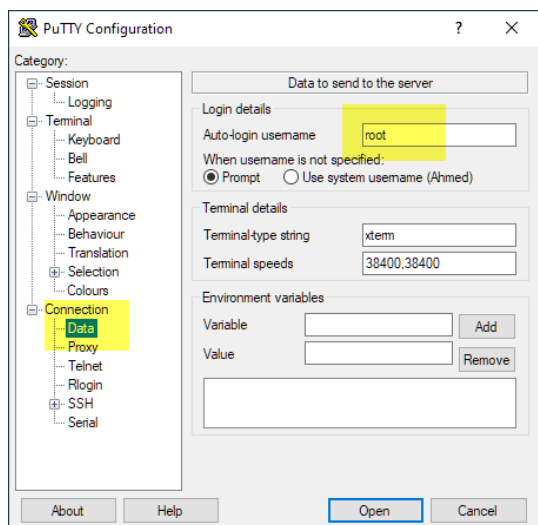 PuTTY Configuration ? ×
Category:
Session
Logging
Terminal
Keyboard
Bell
Features
Window
Appearance
Behaviour
Translation
Selection
Colours
Connection
Data
Proxy
Telnet
Rlogin
SSH
Serial
Data to send to the server
Login details
Auto-login username root
When username is not specified:
Prompt Use system username (Ahmed)
Terminal details
Terminal-type string xterm
Terminal speeds 38400,38400
Environment variables
Variable Add
Value Remove
About Help Open Cancel